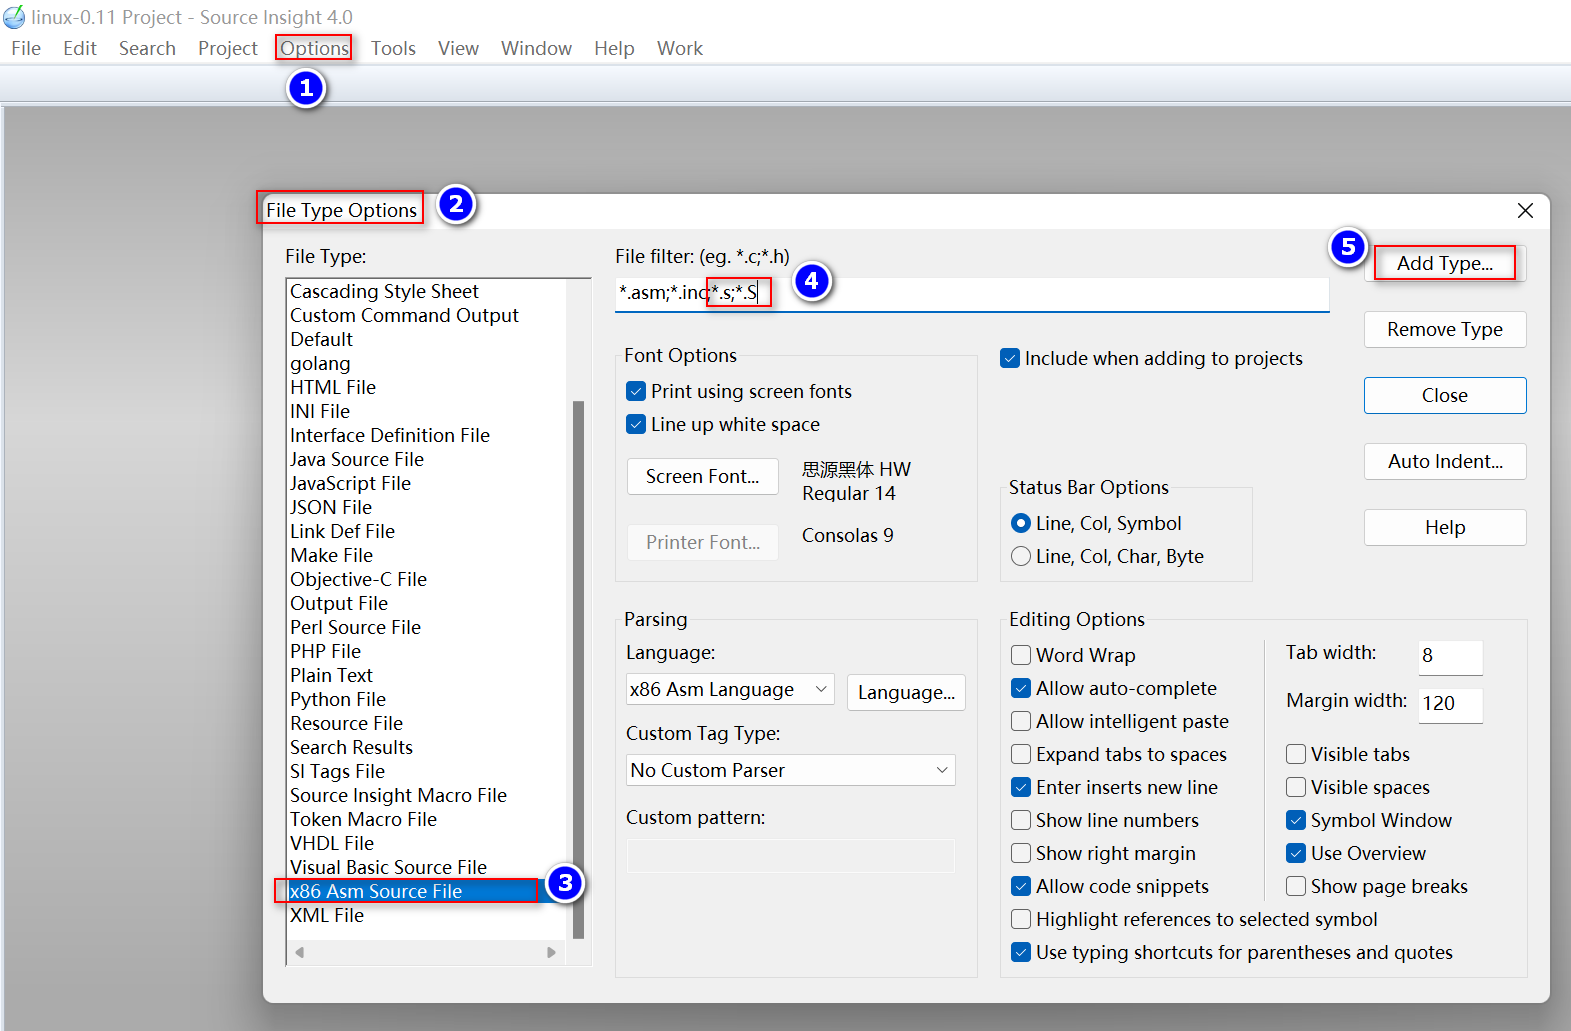 linux-0.11 Project - Source Insight 4.0
File Edit Search Project Options Tools View Window Help Work
1
File Type Options
2
File Type:
Cascading Style Sheet
Custom Command Output
Default
golang
HTML File
INI File
Interface Definition File
Java Source File
JavaScript File
JSON File
Link Def File
Make File
Objective-C File
Output File
Perl Source File
PHP File
Plain Text
Python File
Resource File
Search Results
SI Tags File
Source Insight Macro File
Token Macro File
VHDL File
Visual Basic Source File
x86 Asm Source File
3
XML File
File filter: (eg. *.c;*.h)
*.asm;*.inc;*.s;*.S
4
Font Options
Print using screen fonts
Line up white space
Screen Font...
思源黑体 HW
Regular 14
Printer Font...
Consolas 9
Include when adding to projects
Status Bar Options
Line, Col, Symbol
Line, Col, Char, Byte
5
Add Type...
Remove Type
Close
Auto Indent...
Help
Parsing
Language:
x86 Asm Language
Language...
Custom Tag Type:
No Custom Parser
Custom pattern:
Editing Options
Word Wrap
Allow auto-complete
Allow intelligent paste
Expand tabs to spaces
Enter inserts new line
Show line numbers
Show right margin
Allow code snippets
Highlight references to selected symbol
Use typing shortcuts for parentheses and quotes
Tab width: 8
Margin width: 120
Visible tabs
Visible spaces
Symbol Window
Use Overview
Show page breaks